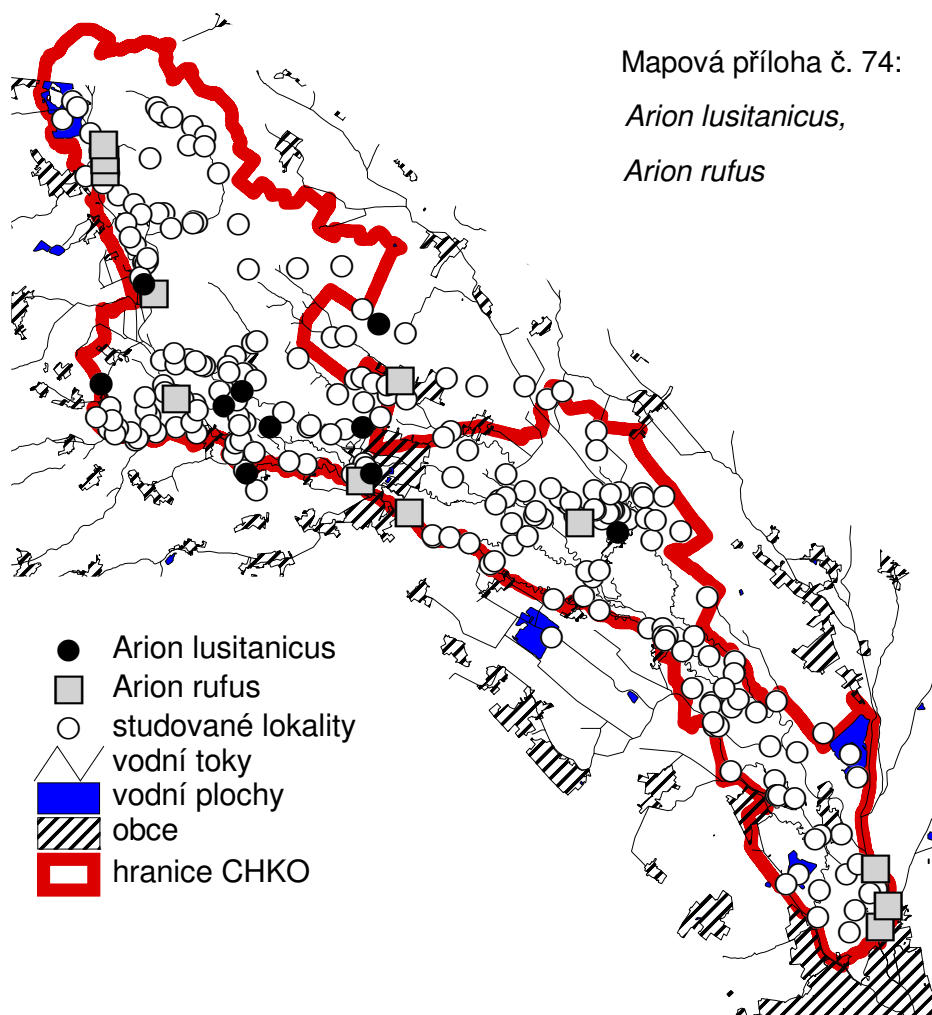 Mapová příloha č. 74:
Arion lusitanicus,
Arion rufus
Arion lusitanicus
Arion rufus
studované lokality
vodní toky
vodní plochy
obce
hranice CHKO